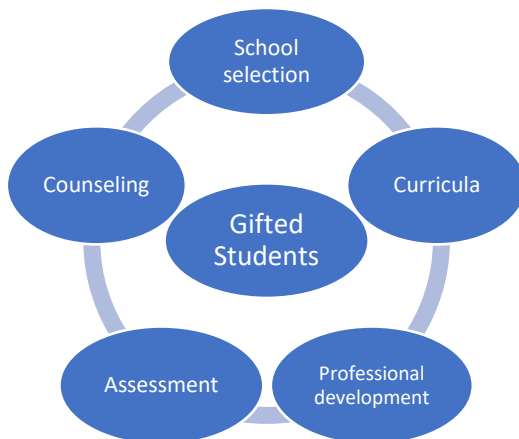 School
selection
Counseling
Curricula
Gifted
Students
Assessment
Professional
development